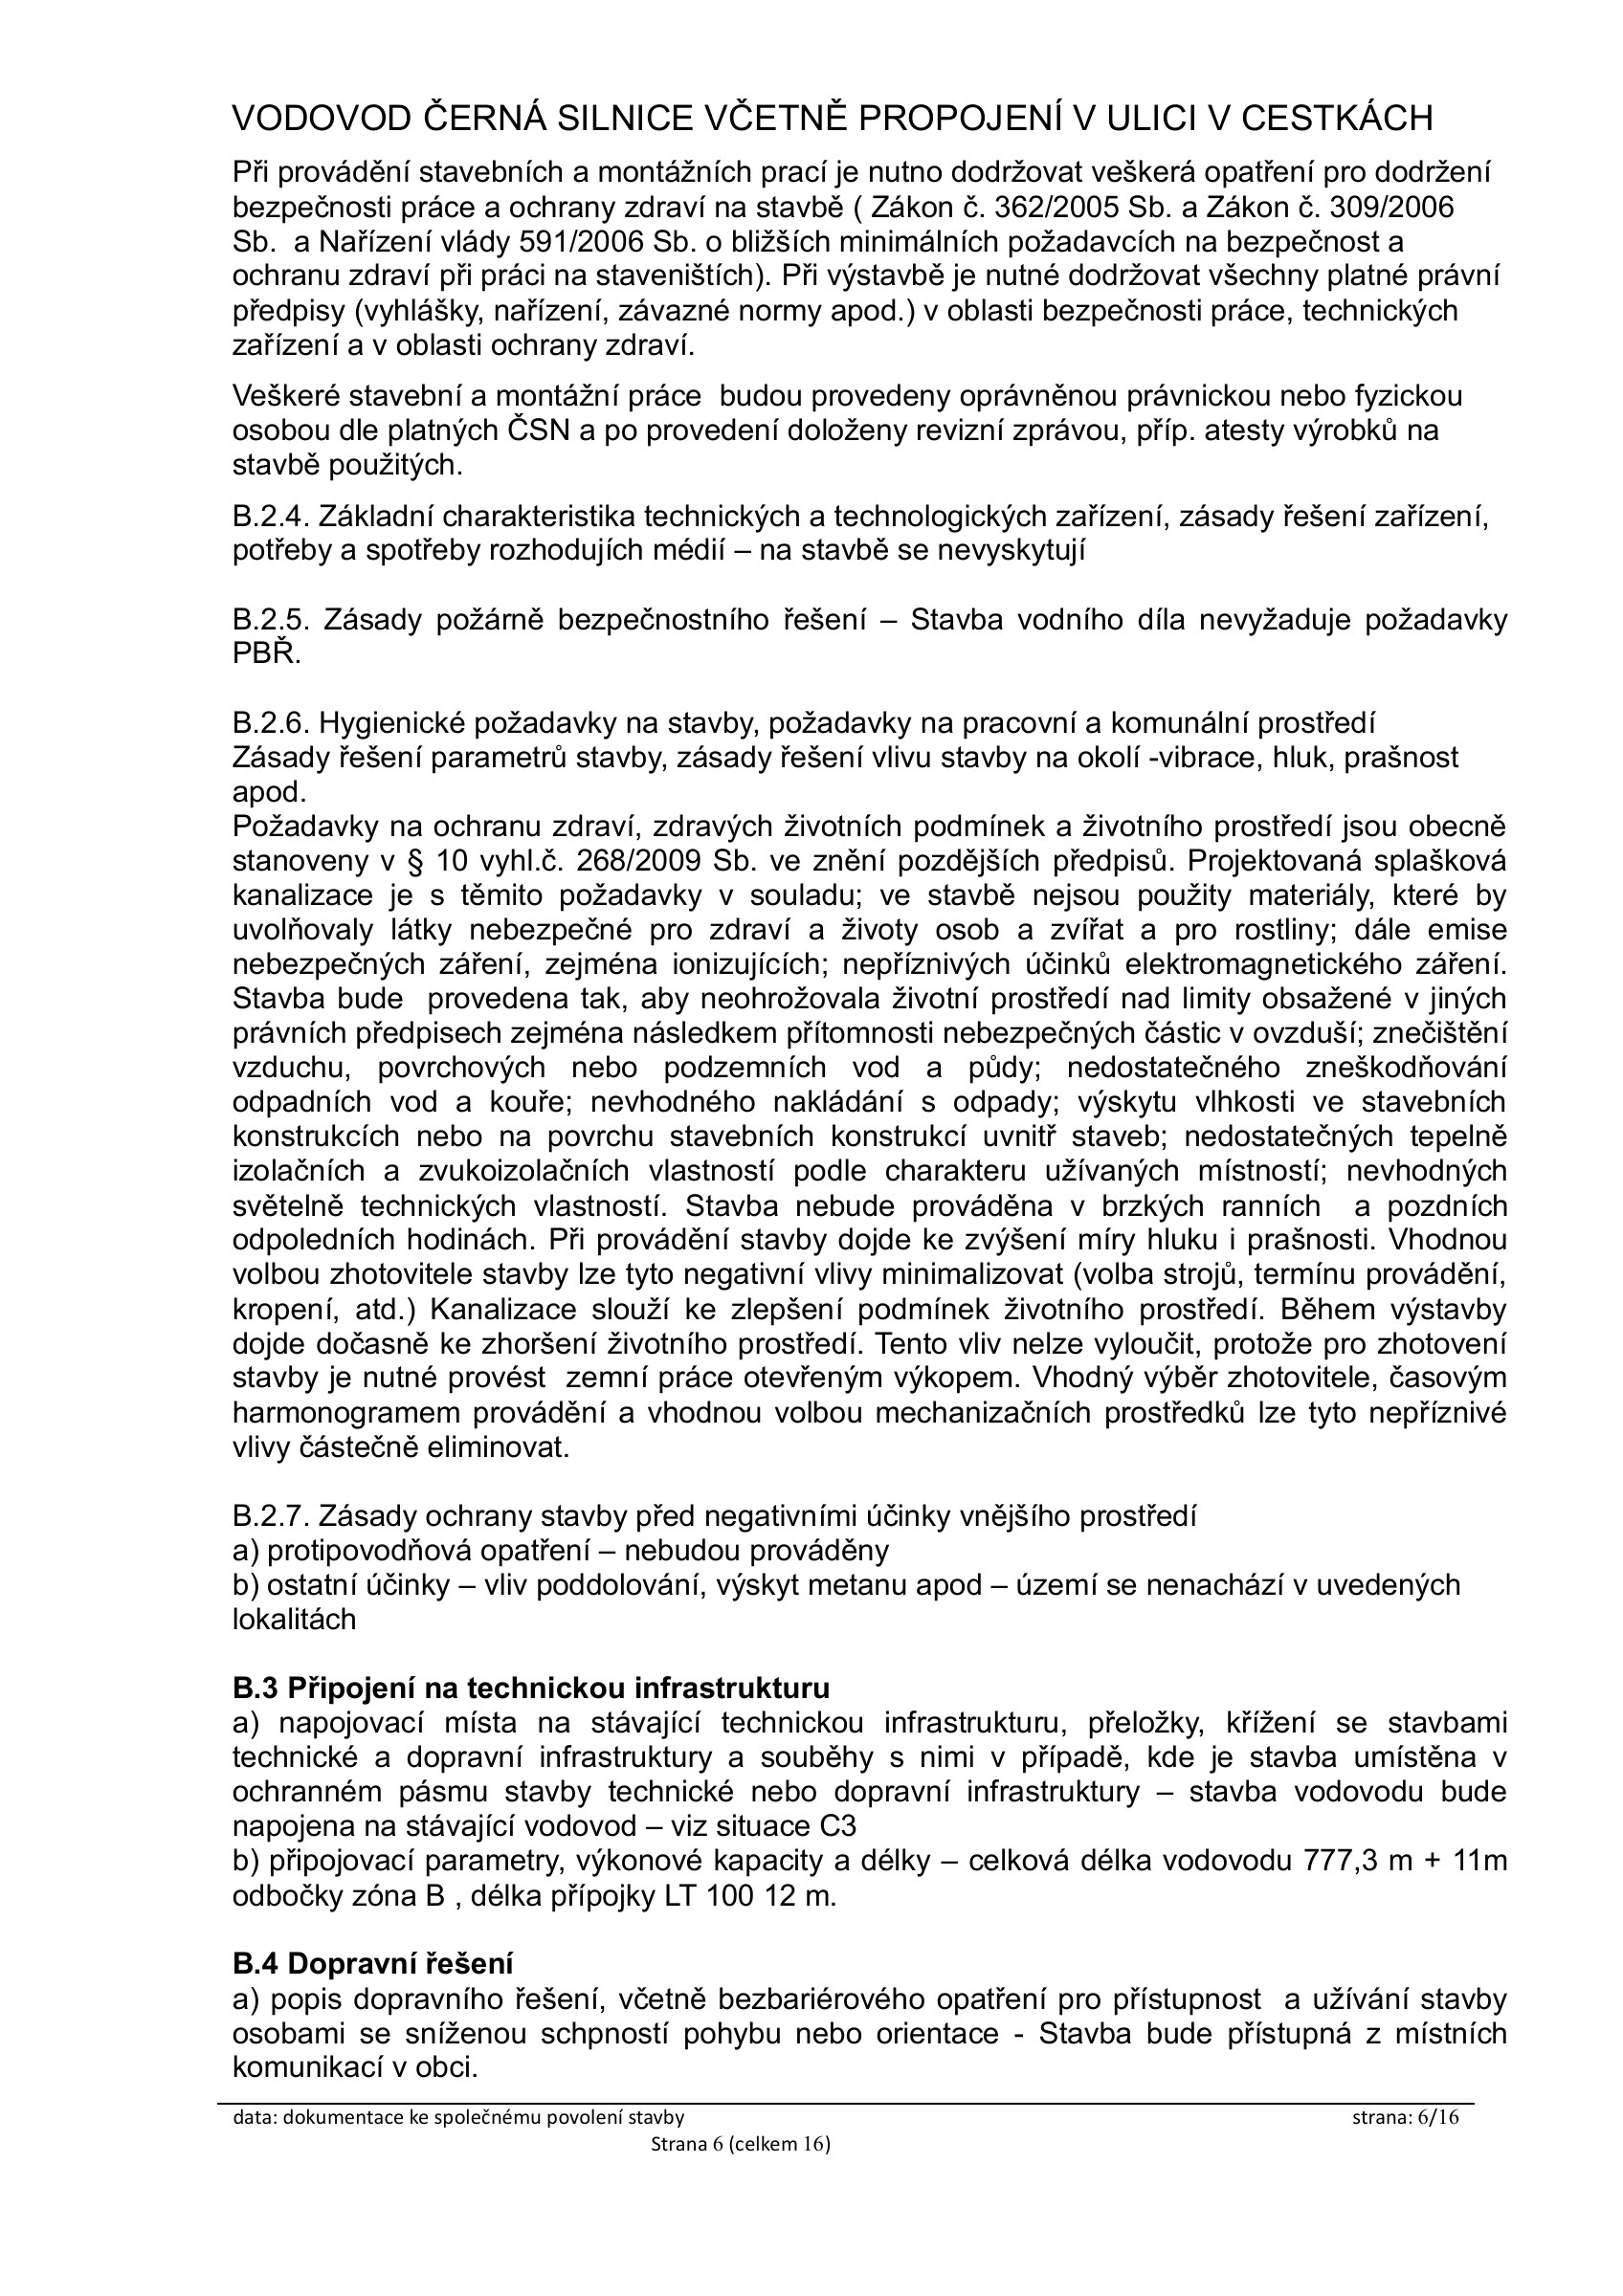 VODOVOD ČERNÁ SILNICE VČETNĚ PROPOJENÍ V ULICI V CESTKÁCH
Při provádění stavebních a montážních prací je nutno dodržovat veškerá opatření pro dodržení
bezpečnosti práce a ochrany zdraví na stavbě ( Zákon č. 362/2005 Sb. a Zákon č. 309/2006
Sb.  a Nařízení vlády 591/2006 Sb. o bližších minimálních požadavcích na bezpečnost a
ochranu zdraví při práci na staveništích). Při výstavbě je nutné dodržovat všechny platné právní
předpisy (vyhlášky, nařízení, závazné normy apod.) v oblasti bezpečnosti práce, technických
zařízení a v oblasti ochrany zdraví.
Veškeré stavební a montážní práce  budou provedeny oprávněnou právnickou nebo fyzickou
osobou dle platných ČSN a po provedení doloženy revizní zprávou, příp. atesty výrobků na
stavbě použitých.
B.2.4. Základní charakteristika technických a technologických zařízení, zásady řešení zařízení,
potřeby a spotřeby rozhodujích médií – na stavbě se nevyskytují
B.2.5. Zásady požárně bezpečnostního řešení – Stavba vodního díla nevyžaduje požadavky
PBŘ.
B.2.6. Hygienické požadavky na stavby, požadavky na pracovní a komunální prostředí
Zásady řešení parametrů stavby, zásady řešení vlivu stavby na okolí -vibrace, hluk, prašnost
apod.
Požadavky na ochranu zdraví, zdravých životních podmínek a životního prostředí jsou obecně
stanoveny v § 10 vyhl.č. 268/2009 Sb. ve znění pozdějších předpisů. Projektovaná splašková
kanalizace je s těmito požadavky v souladu; ve stavbě nejsou použity materiály, které by
uvolňovaly látky nebezpečné pro zdraví a životy osob a zvířat a pro rostliny; dále emise
nebezpečných záření, zejména ionizujících; nepříznivých účinků elektromagnetického záření.
Stavba bude  provedena tak, aby neohrožovala životní prostředí nad limity obsažené v jiných
právních předpisech zejména následkem přítomnosti nebezpečných částic v ovzduší; znečištění
vzduchu, povrchových nebo podzemních vod a půdy; nedostatečného zneškodňování
odpadních vod a kouře; nevhodného nakládání s odpady; výskytu vlhkosti ve stavebních
konstrukcích nebo na povrchu stavebních konstrukcí uvnitř staveb; nedostatečných tepelně
izolačních a zvukoizolačních vlastností podle charakteru užívaných místností; nevhodných
světelně technických vlastností. Stavba nebude prováděna v brzkých ranních  a pozdních
odpoledních hodinách. Při provádění stavby dojde ke zvýšení míry hluku i prašnosti. Vhodnou
volbou zhotovitele stavby lze tyto negativní vlivy minimalizovat (volba strojů, termínu provádění,
kropení, atd.) Kanalizace slouží ke zlepšení podmínek životního prostředí. Během výstavby
dojde dočasně ke zhoršení životního prostředí. Tento vliv nelze vyloučit, protože pro zhotovení
stavby je nutné provést  zemní práce otevřeným výkopem. Vhodný výběr zhotovitele, časovým
harmonogramem provádění a vhodnou volbou mechanizačních prostředků lze tyto nepříznivé
vlivy částečně eliminovat.
B.2.7. Zásady ochrany stavby před negativními účinky vnějšího prostředí
a) protipovodňová opatření – nebudou prováděny
b) ostatní účinky – vliv poddolování, výskyt metanu apod – území se nenachází v uvedených
lokalitách
B.3 Připojení na technickou infrastrukturu
a) napojovací místa na stávající technickou infrastrukturu, přeložky, křížení se stavbami
technické a dopravní infrastruktury a souběhy s nimi v případě, kde je stavba umístěna v
ochranném pásmu stavby technické nebo dopravní infrastruktury – stavba vodovodu bude
napojena na stávající vodovod – viz situace C3
b) připojovací parametry, výkonové kapacity a délky – celková délka vodovodu 777,3 m + 11m
odbočky zóna B , délka přípojky LT 100 12 m.
B.4 Dopravní řešení
a) popis dopravního řešení, včetně bezbariérového opatření pro přístupnost  a užívání stavby
osobami se sníženou schpností pohybu nebo orientace - Stavba bude přístupná z místních
komunikací v obci.
data: dokumentace ke společnému povolení stavby strana: 6/16
Strana 6 (celkem 16)